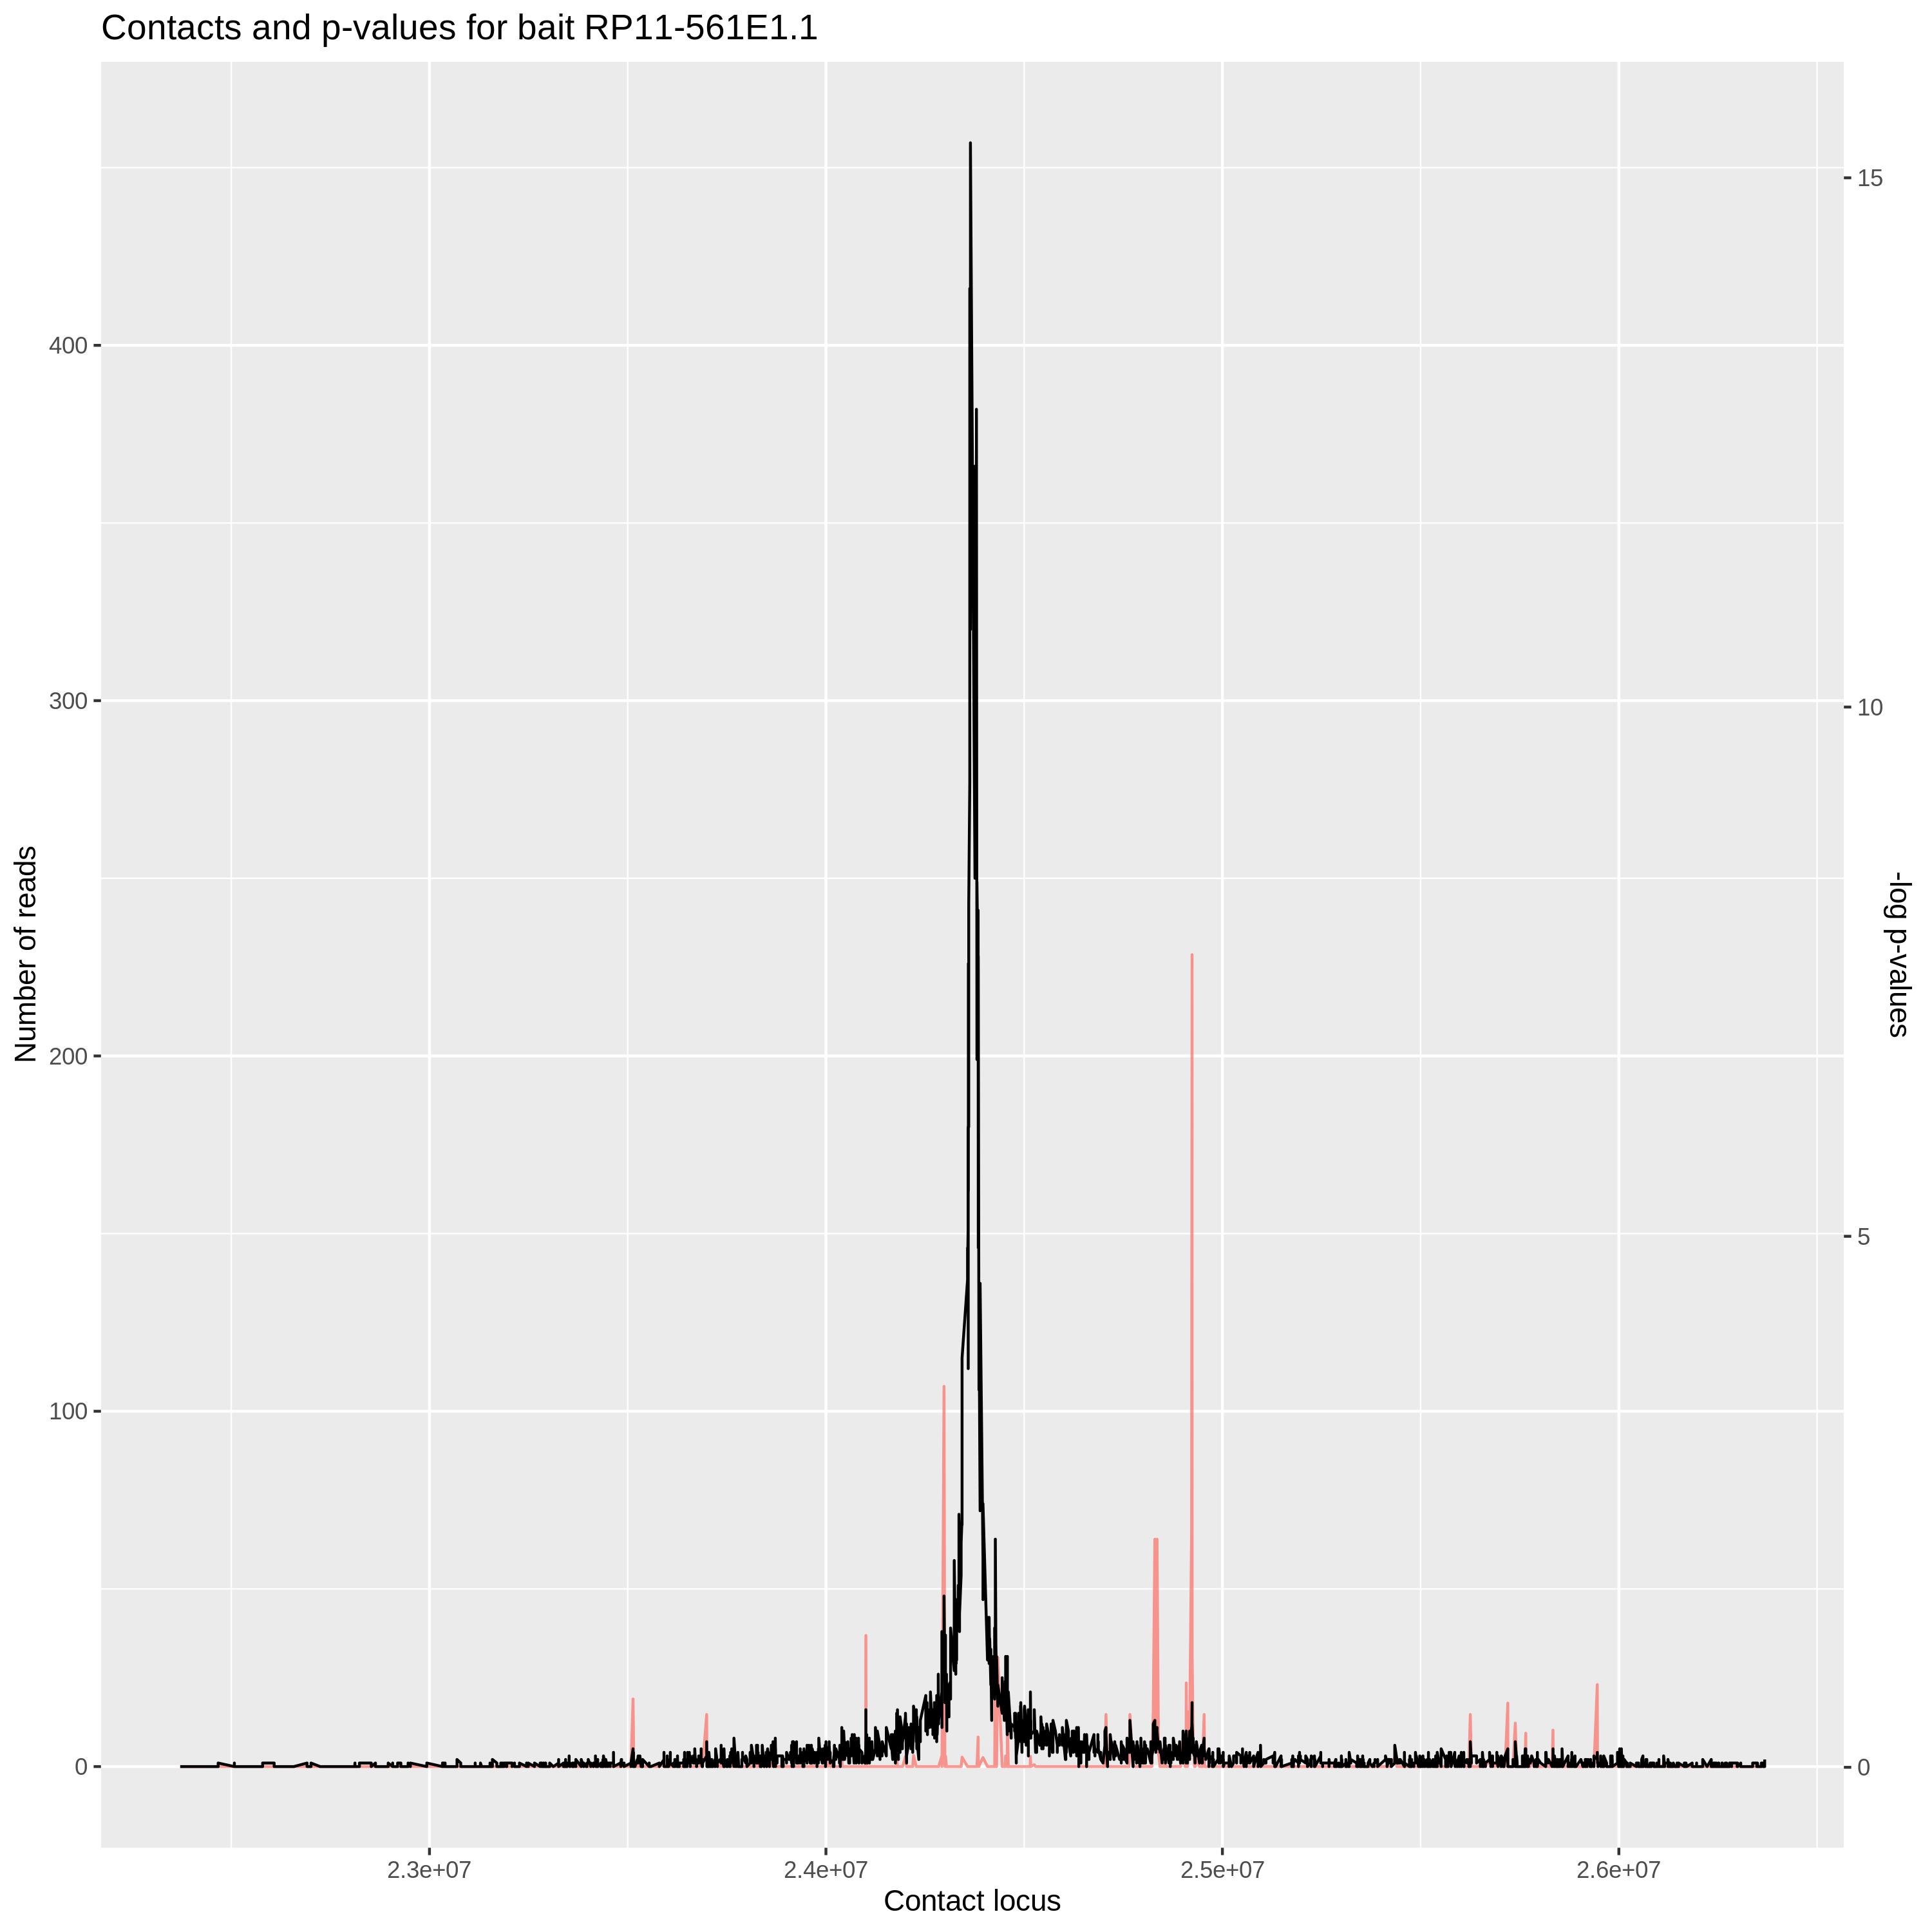 Contacts and p-values for bait RP11-561E1.1
Number of reads
400
300
200
100
0
15
10
5
0
-log p-values
2.3e+07 2.4e+07 2.5e+07 2.6e+07
Contact locus